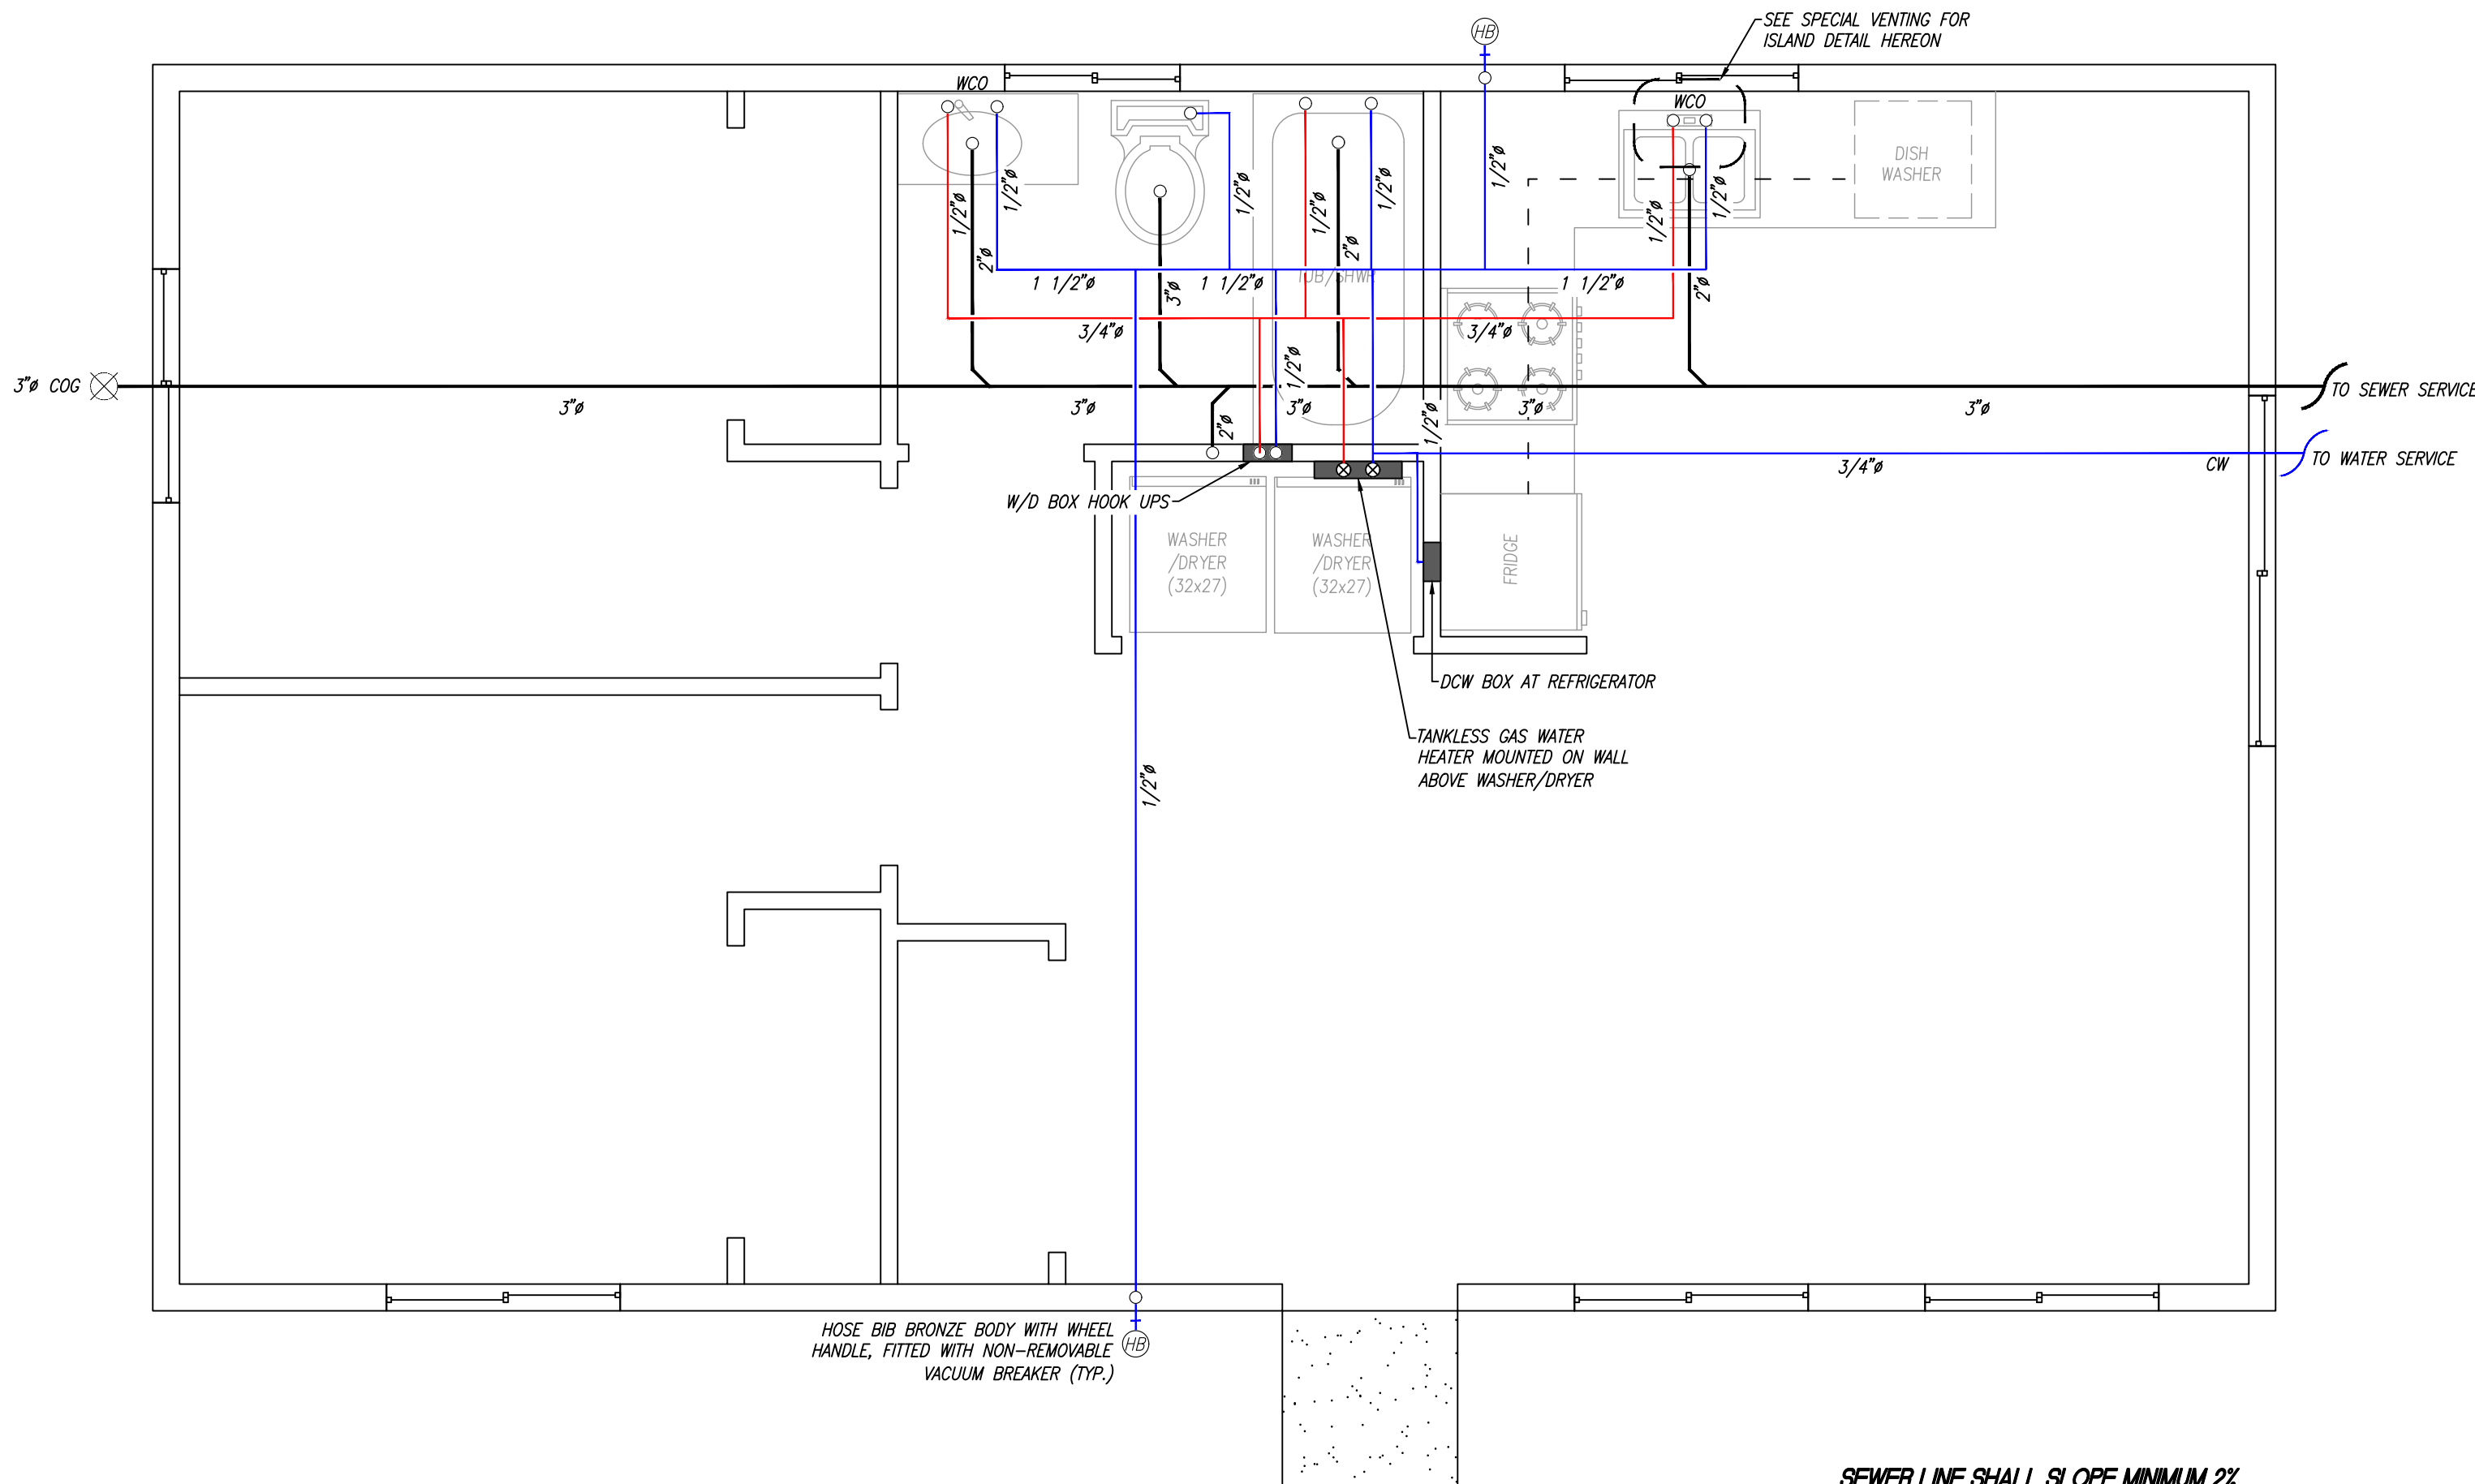 HB
SEE SPECIAL VENTING FOR
ISLAND DETAIL HEREON
WCO
WCO
DISH
WASHER
1/2"ø
1/2"ø
1/2"ø
1/2"ø
1/2"ø
1/2"ø
1/2"ø
1/2"ø
2"ø
2"ø
TUB/SHWR
3"ø
2"ø
1 1/2"ø
1 1/2"ø
1 1/2"ø
3/4"ø
3/4"ø
1/2"ø
3"ø COG
TO SEWER SERVICE
3"ø
3"ø
3"ø
3"ø
3"ø
2"ø
1/2"ø
3/4"ø
CW
TO WATER SERVICE
W/D BOX HOOK UPS
WASHER
/DRYER
(32x27)
WASHER
/DRYER
(32x27)
FRIDGE
DCW BOX AT REFRIGERATOR
TANKLESS GAS WATER
HEATER MOUNTED ON WALL
ABOVE WASHER/DRYER
1/2"ø
HOSE BIB BRONZE BODY WITH WHEEL
HANDLE, FITTED WITH NON-REMOVABLE
VACUUM BREAKER (TYP.)
HB
SEWER LINE SHALL SLOPE MINIMUM 2%